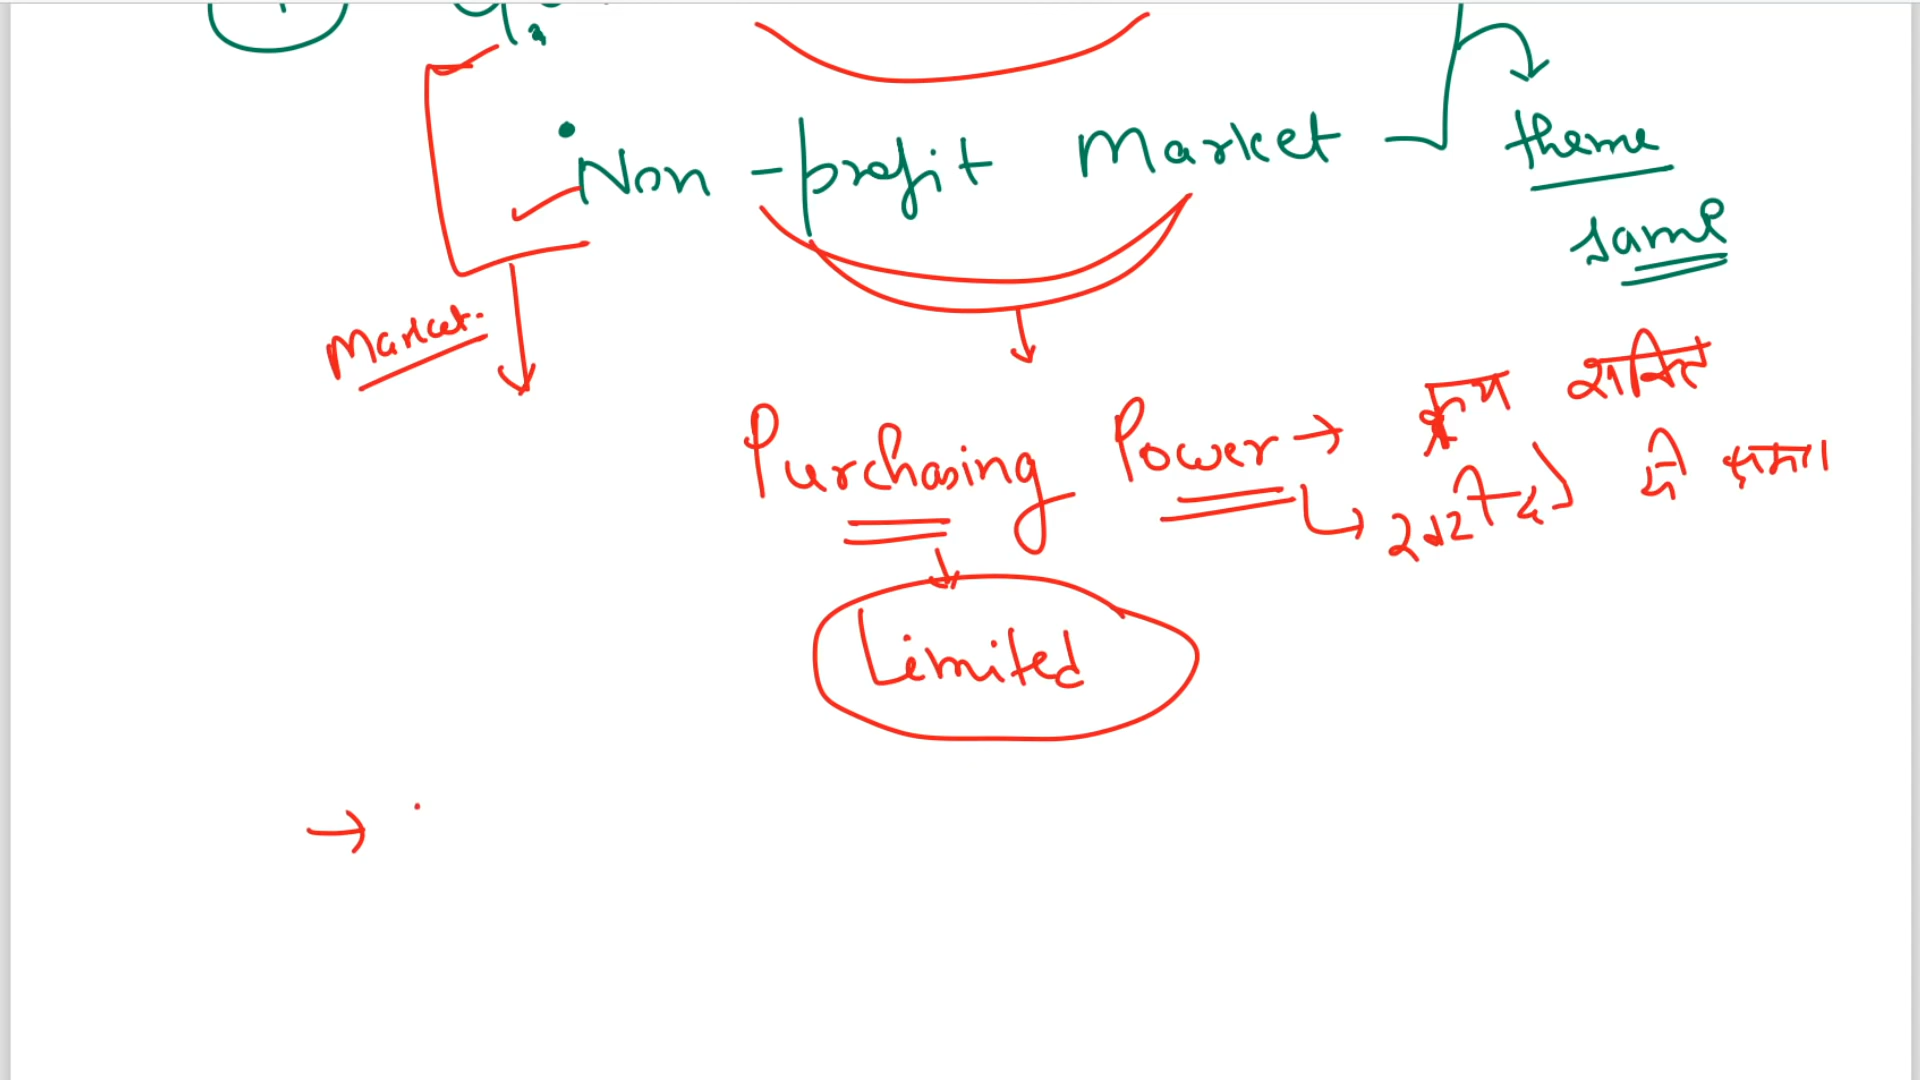 • Non-profit Market
theme
same
Market.
Purchasing Power → क्रय शक्ति
खरीदने की क्षमता
Limited
→